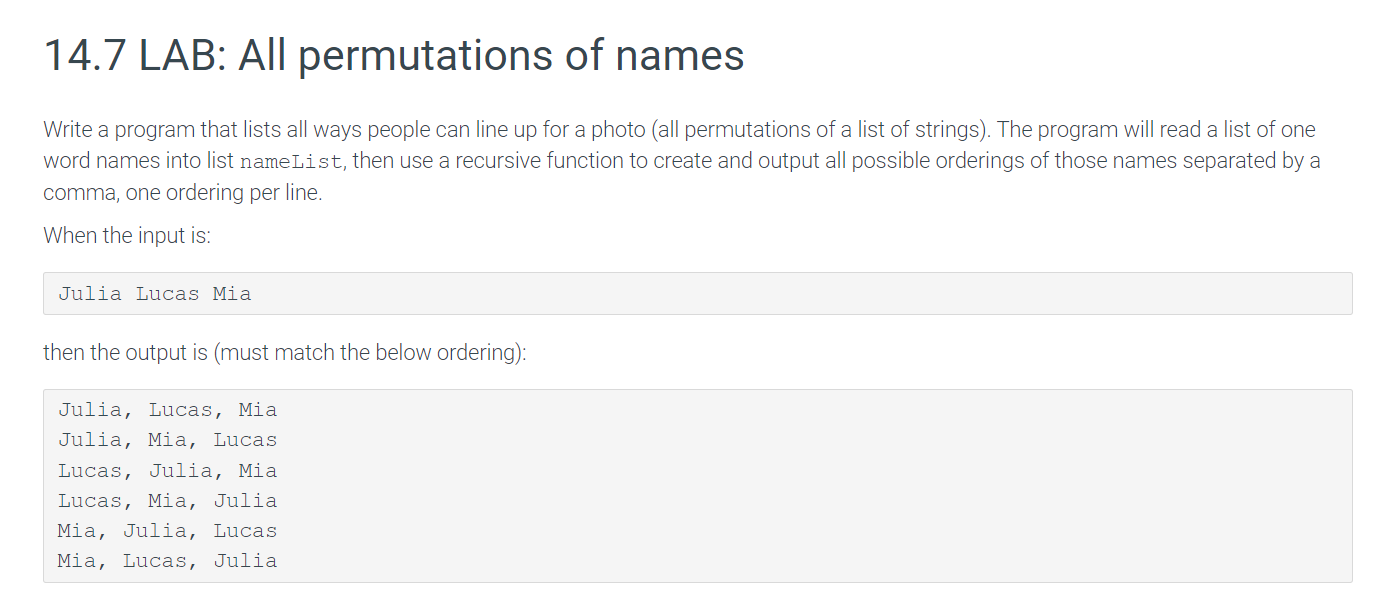 14.7 LAB: All permutations of names
Write a program that lists all ways people can line up for a photo (all permutations of a list of strings). The program will read a list of one
word names into list nameList, then use a recursive function to create and output all possible orderings of those names separated by a
comma, one ordering per line.
When the input is:
Julia Lucas Mia
then the output is (must match the below ordering):
Julia, Lucas, Mia
Julia, Mia, Lucas
Lucas, Julia, Mia
Lucas, Mia, Julia
Mia, Julia, Lucas
Mia, Lucas, Julia